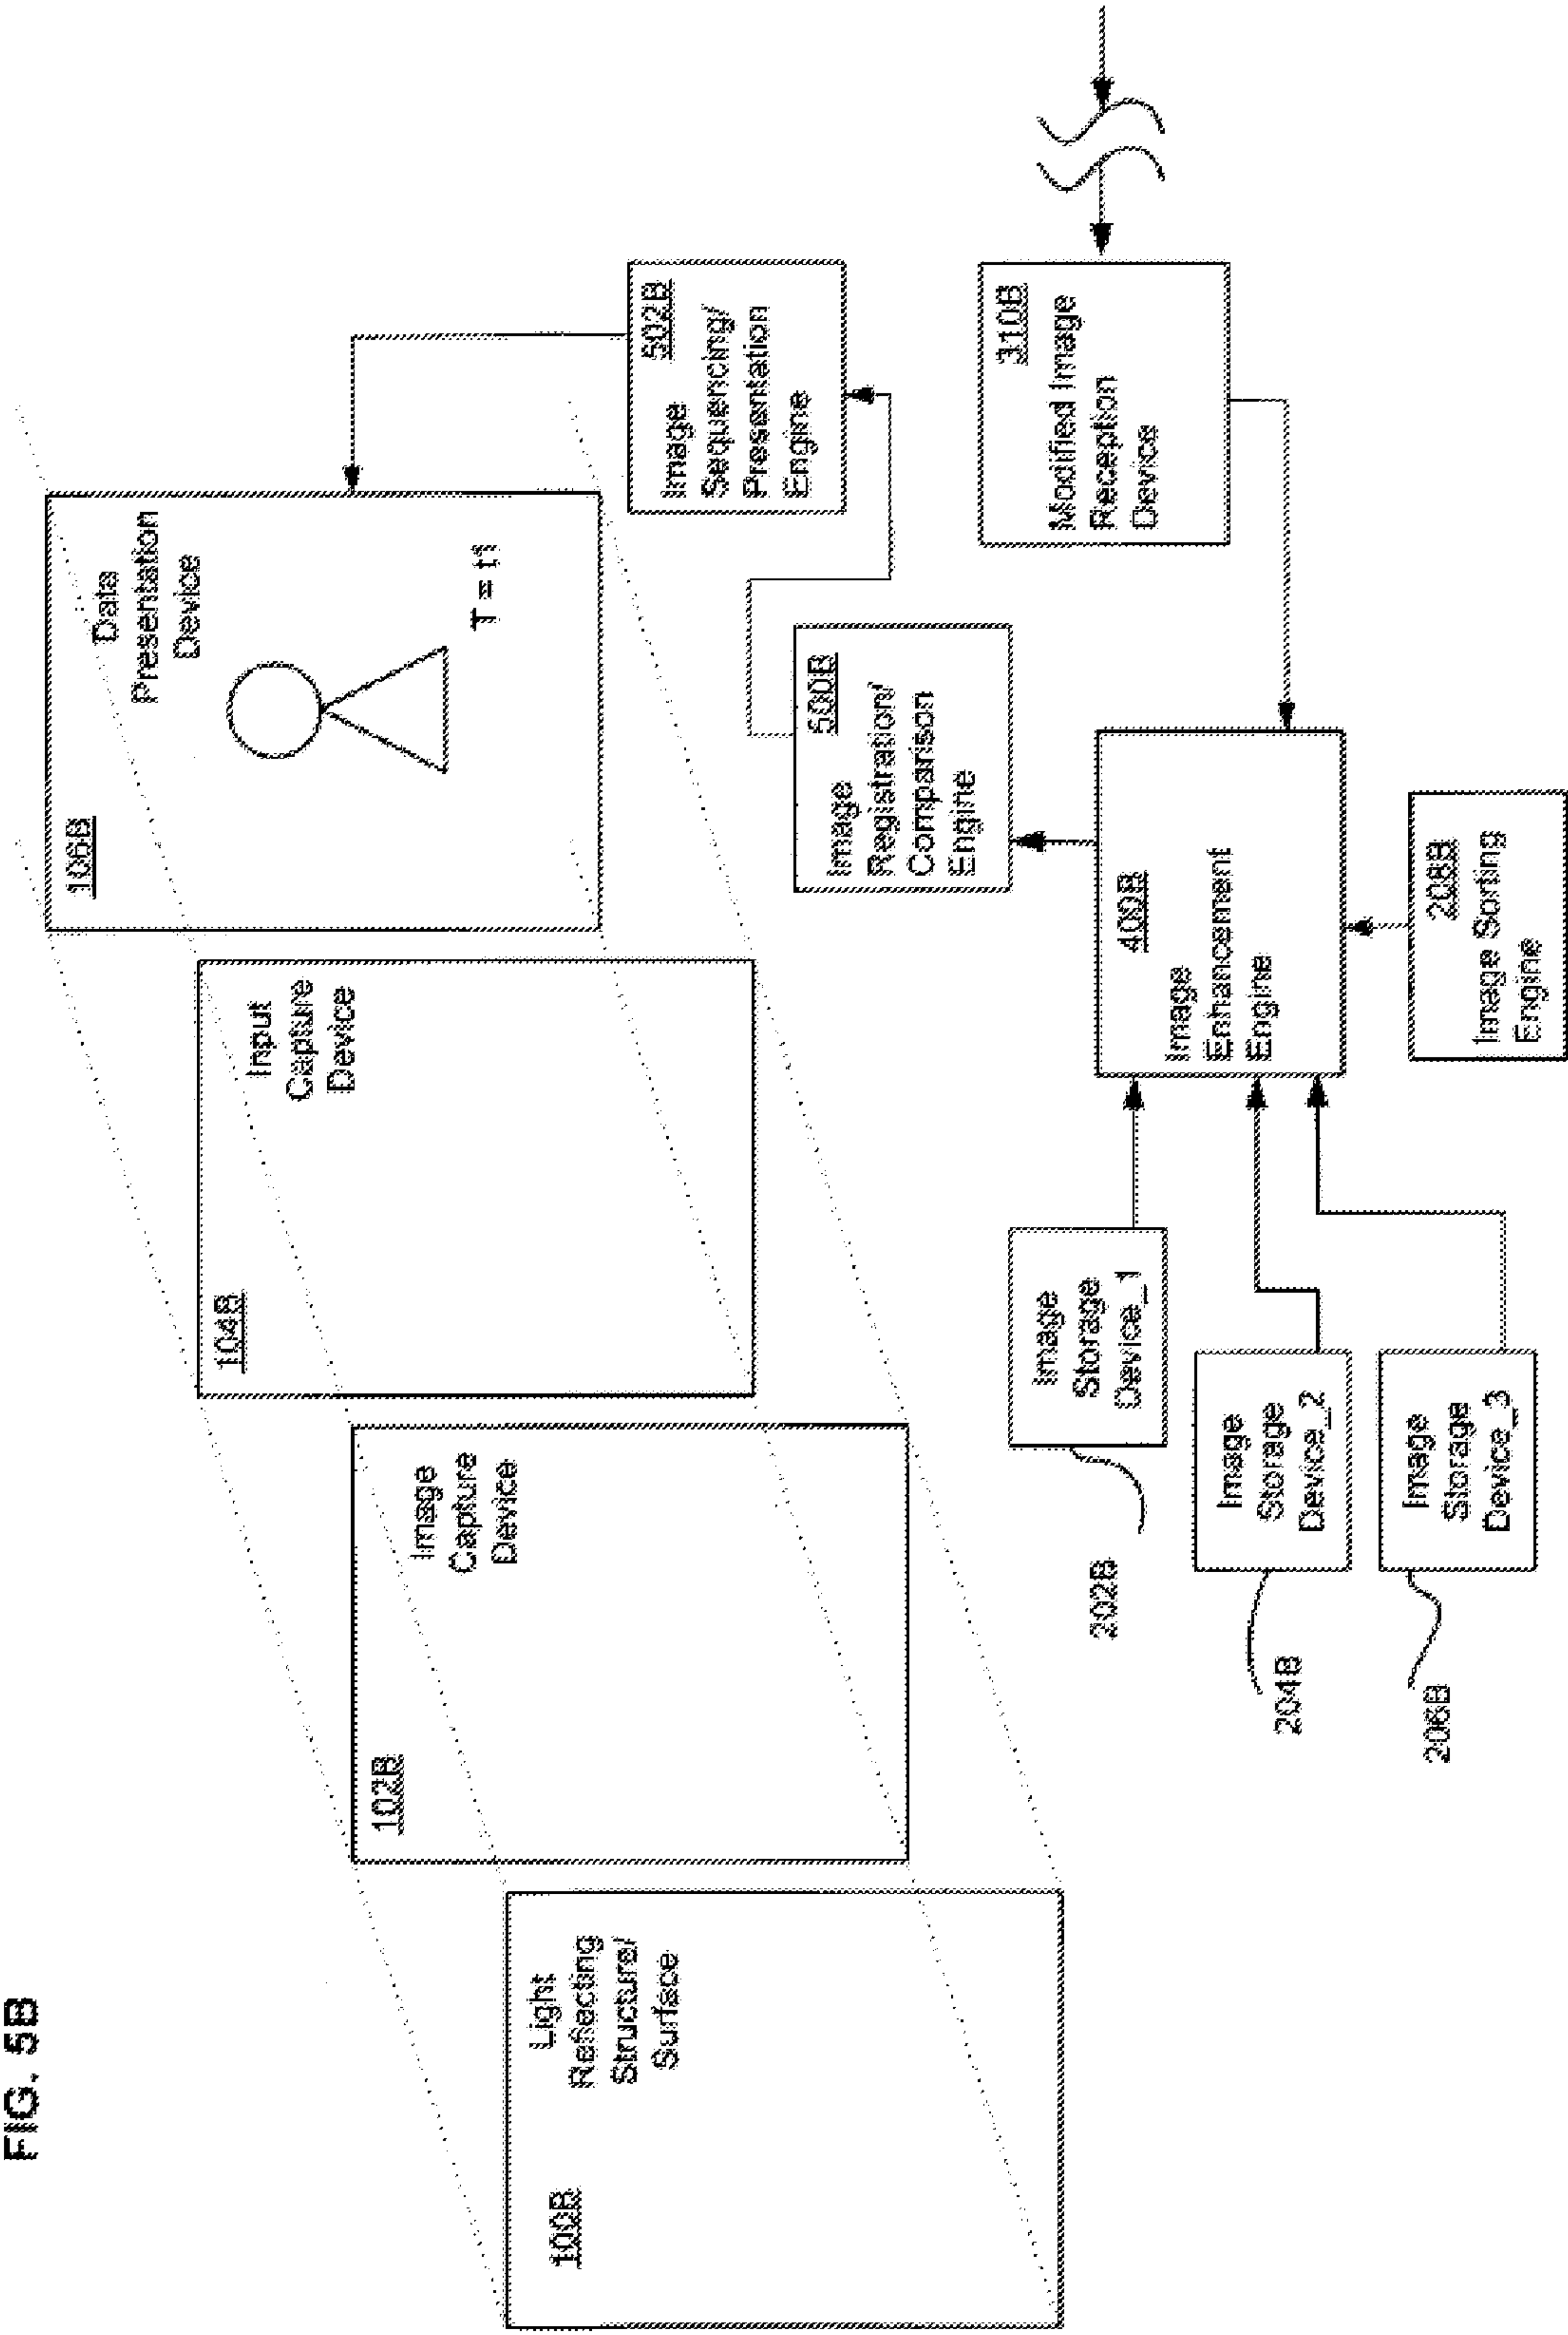 FIG. 5B
100B
Light
Reflecting
Structure/
Surface
102B
Image
Capture
Device
104B
Input
Capture
Device
106B
Data
Presentation
Device
T = t1
502B
Image
Sequencing/
Presentation
Engine
500B
Image
Registration/
Comparison
Engine
310B
Modified Image
Reception
Device
400B
Image
Enhancement
Engine
208B
Image Sorting
Engine
Image
Storage
Device_1
202B
Image
Storage
Device_2
204B
Image
Storage
Device_3
206B